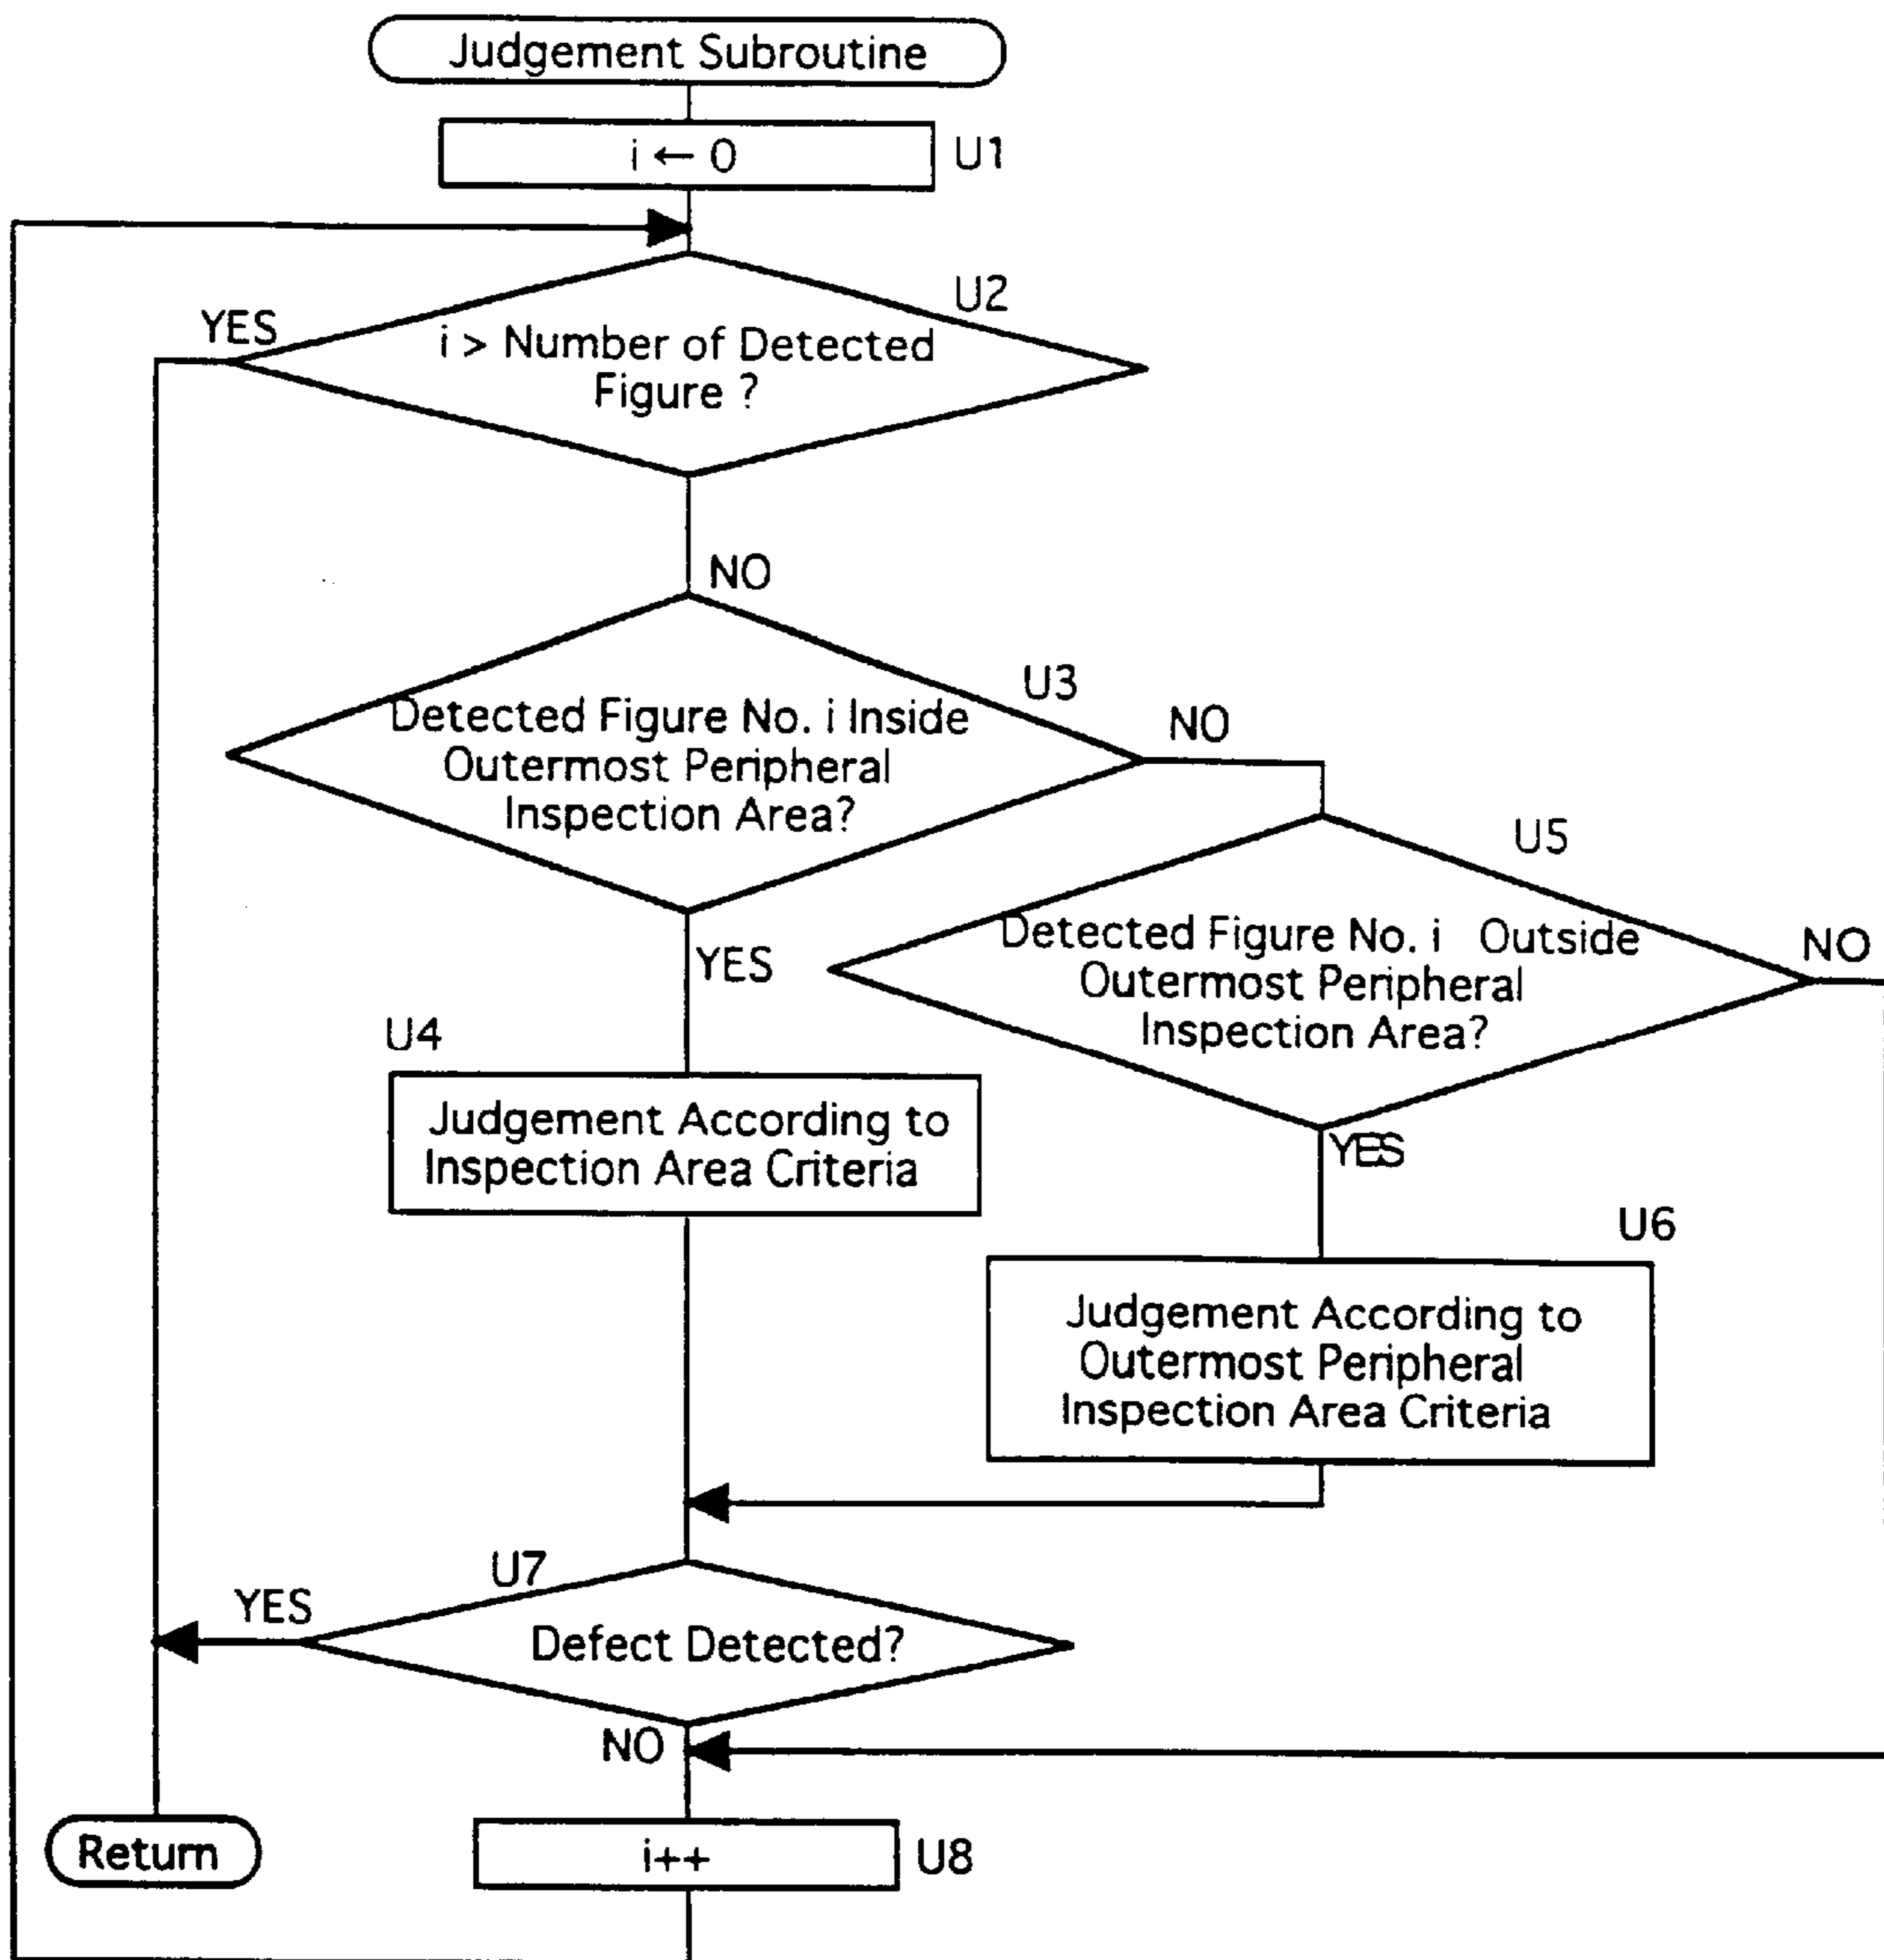 Judgement Subroutine
i ← 0
U1
U2
YES
i > Number of Detected
Figure ?
NO
U3
NO
Detected Figure No. i Inside
Outermost Peripheral
Inspection Area?
U5
YES
Detected Figure No. i Outside
NO
Outermost Peripheral
Inspection Area?
U4
Judgement According to
Inspection Area Criteria
YES
U6
Judgement According to
Outermost Peripheral
Inspection Area Criteria
U7
YES
Defect Detected?
NO
Return
i++
U8